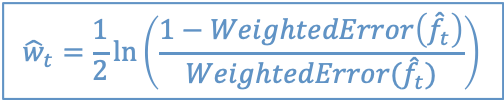 ŵ_t = 1/2 ln( (1 − WeightedError(f̂_t)) / WeightedError(f̂_t) )